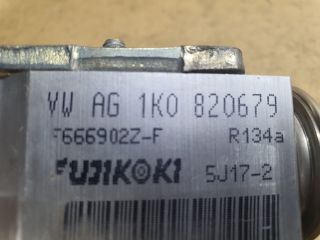 VW AG 1K0 820679
F666902Z-F R134a
FUJIKOKI 5J17-2